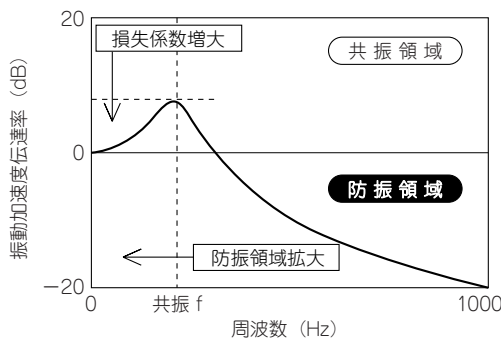 20
損失係数増大
共振領域
振動加速度伝達率（dB）
0
防振領域
防振領域拡大
−20
0
共振 f
1000
周波数（Hz）